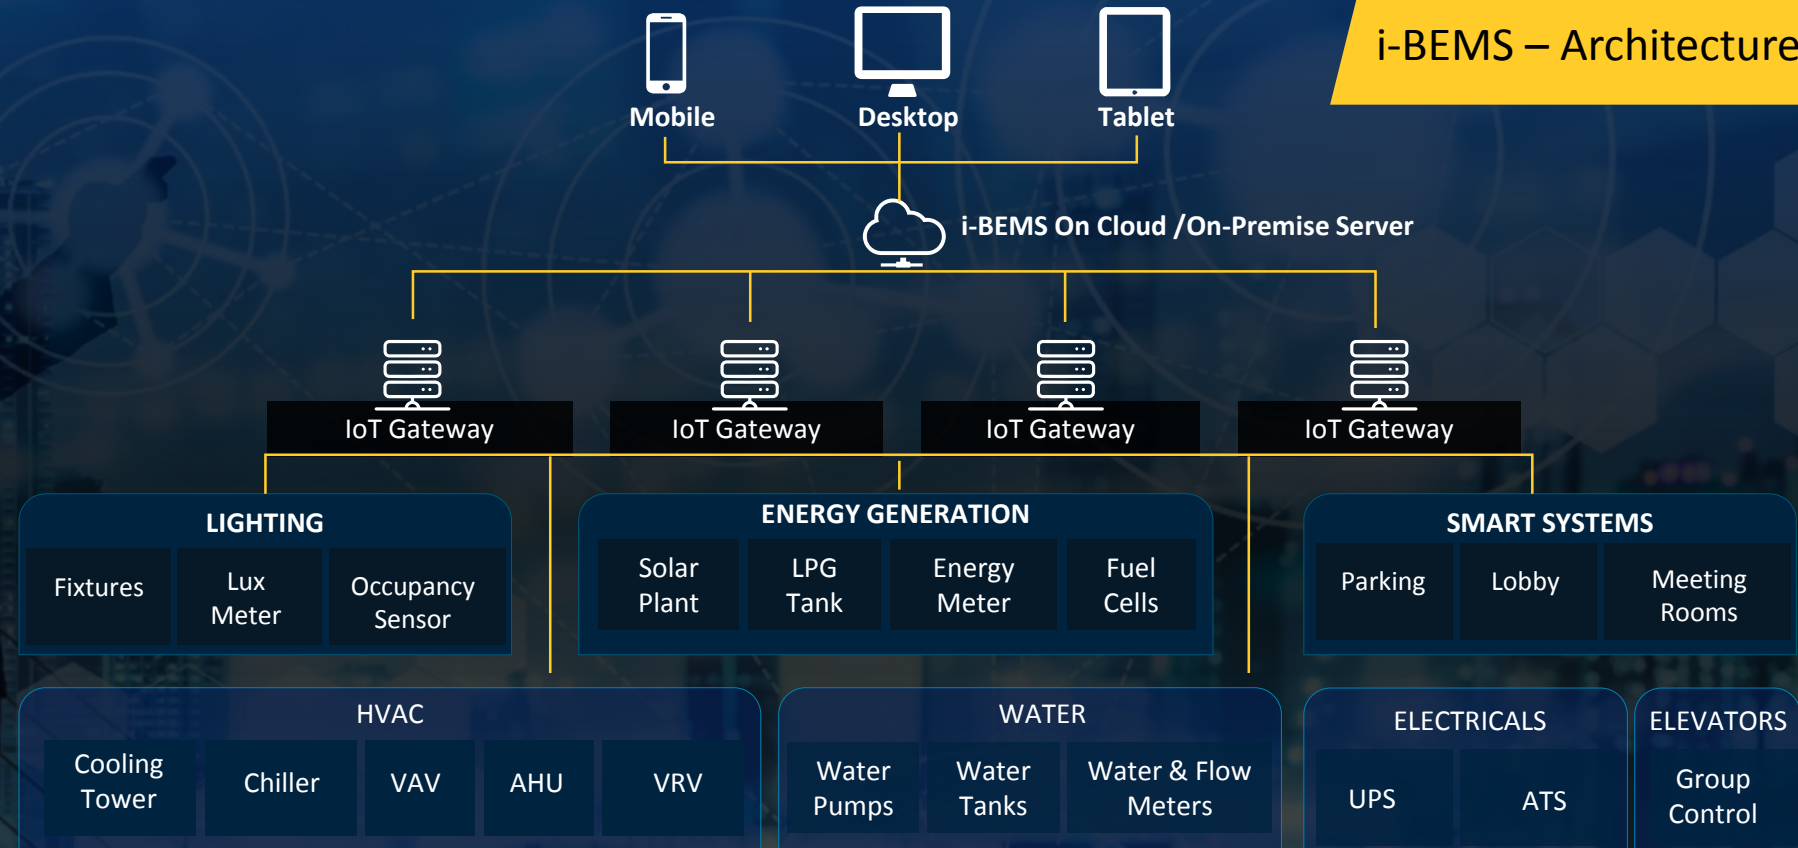 i-BEMS – Architecture
Mobile
Desktop
Tablet
i-BEMS On Cloud /On-Premise Server
IoT Gateway
IoT Gateway
IoT Gateway
IoT Gateway
LIGHTING
Fixtures
Lux
Meter
Occupancy
Sensor
ENERGY GENERATION
Solar
Plant
LPG
Tank
Energy
Meter
Fuel
Cells
SMART SYSTEMS
Parking
Lobby
Meeting
Rooms
HVAC
Cooling
Tower
Chiller
VAV
AHU
VRV
WATER
Water
Pumps
Water
Tanks
Water & Flow
Meters
ELECTRICALS
UPS
ATS
ELEVATORS
Group
Control